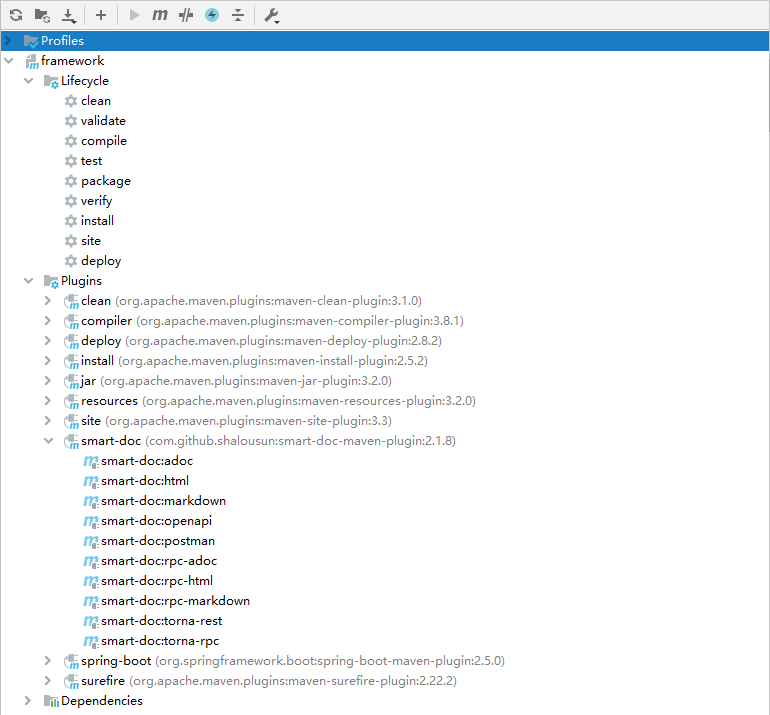 Profiles
framework
Lifecycle
clean
validate
compile
test
package
verify
install
site
deploy
Plugins
clean (org.apache.maven.plugins:maven-clean-plugin:3.1.0)
compiler (org.apache.maven.plugins:maven-compiler-plugin:3.8.1)
deploy (org.apache.maven.plugins:maven-deploy-plugin:2.8.2)
install (org.apache.maven.plugins:maven-install-plugin:2.5.2)
jar (org.apache.maven.plugins:maven-jar-plugin:3.2.0)
resources (org.apache.maven.plugins:maven-resources-plugin:3.2.0)
site (org.apache.maven.plugins:maven-site-plugin:3.3)
smart-doc (com.github.shalousun:smart-doc-maven-plugin:2.1.8)
smart-doc:adoc
smart-doc:html
smart-doc:markdown
smart-doc:openapi
smart-doc:postman
smart-doc:rpc-adoc
smart-doc:rpc-html
smart-doc:rpc-markdown
smart-doc:torna-rest
smart-doc:torna-rpc
spring-boot (org.springframework.boot:spring-boot-maven-plugin:2.5.0)
surefire (org.apache.maven.plugins:maven-surefire-plugin:2.22.2)
Dependencies